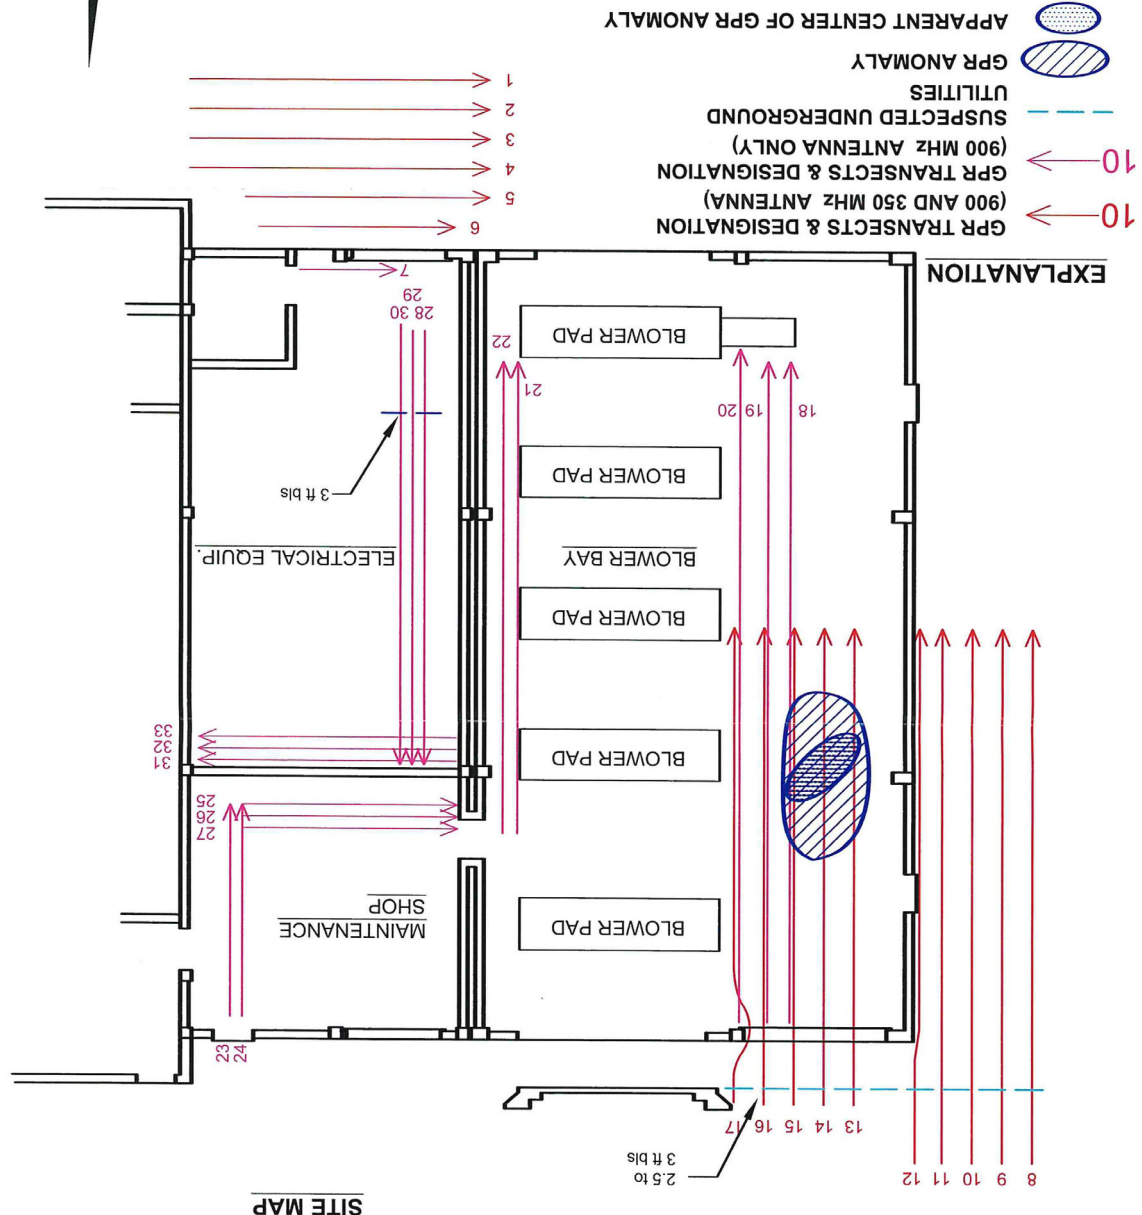 SITE MAP
8 9 10 11 12
2.5 to
3 ft bls
13 14 15 16 17
24
23
BLOWER PAD
MAINTENANCE
SHOP
27
26
25
BLOWER PAD
31
32
33
BLOWER PAD
BLOWER BAY
ELECTRICAL EQUIP.
3 ft bls
BLOWER PAD
18 19 20
21
22
BLOWER PAD
28 30
29
7
6
5
4
3
2
1
EXPLANATION
10
GPR TRANSECTS & DESIGNATION
(900 AND 350 MHz ANTENNA)
10
GPR TRANSECTS & DESIGNATION
(900 MHz ANTENNA ONLY)
SUSPECTED UNDERGROUND
UTILITIES
GPR ANOMALY
APPARENT CENTER OF GPR ANOMALY